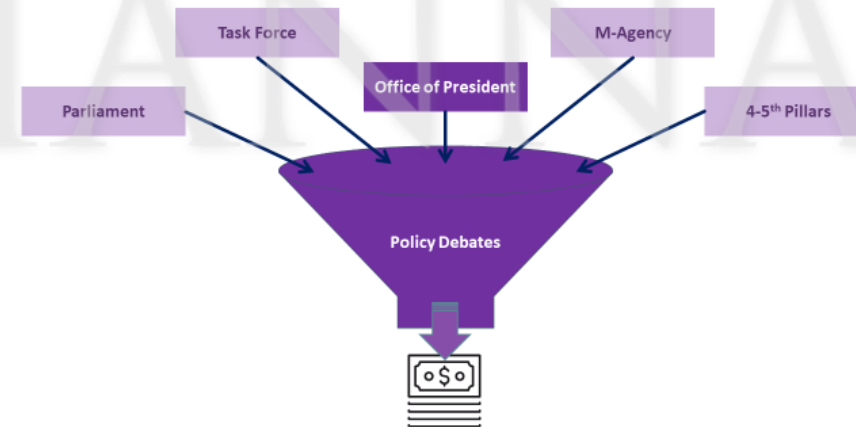 Task Force
M-Agency
Office of President
Parliament
4-5th Pillars
Policy Debates
$